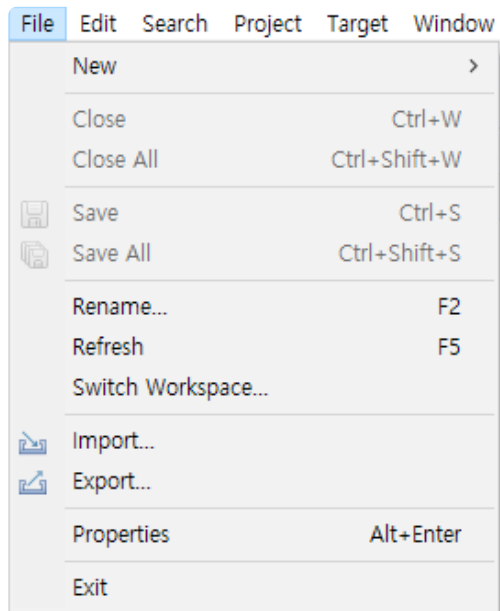 File Edit Search Project Target Window
New >
Close Ctrl+W
Close All Ctrl+Shift+W
Save Ctrl+S
Save All Ctrl+Shift+S
Rename... F2
Refresh F5
Switch Workspace...
Import...
Export...
Properties Alt+Enter
Exit